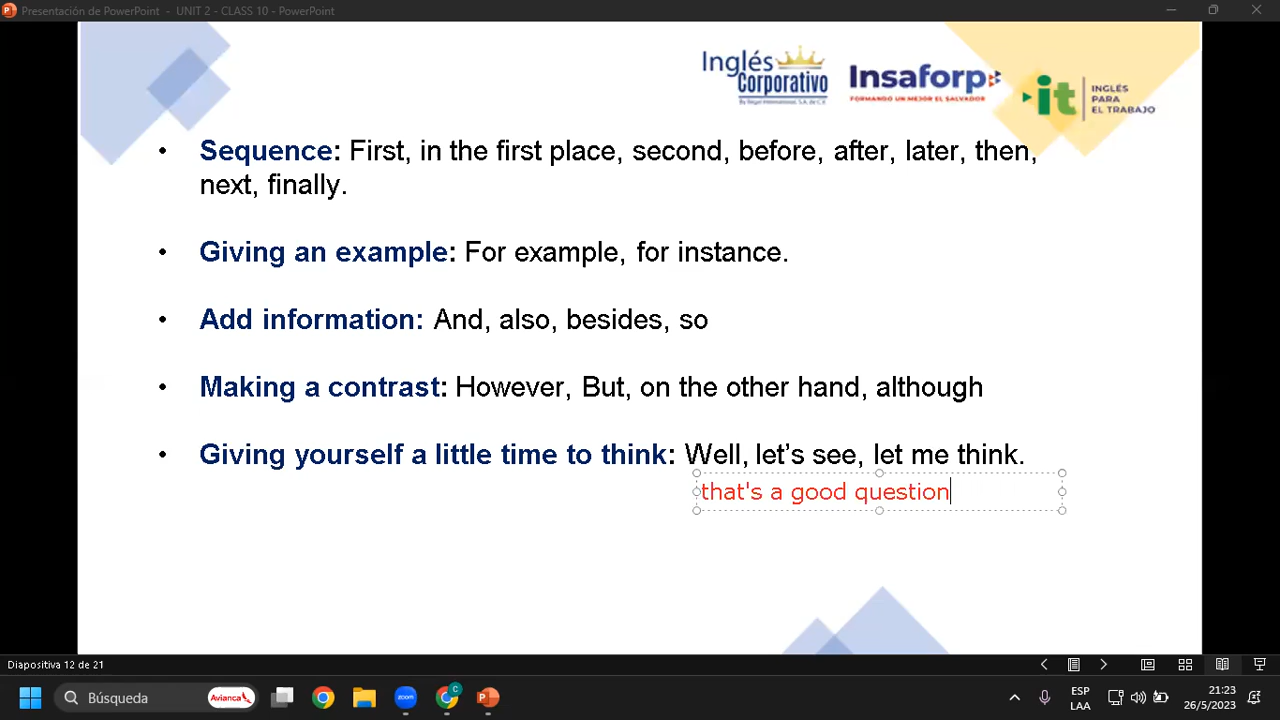 Presentación de PowerPoint - UNIT 2 - CLASS 10 - PowerPoint
Inglés
Corporativo
Insaforp
FORMANDO UN MEJOR EL SALVADOR
it
INGLÉS
PARA
EL TRABAJO
• Sequence: First, in the first place, second, before, after, later, then,
next, finally.
• Giving an example: For example, for instance.
• Add information: And, also, besides, so
• Making a contrast: However, But, on the other hand, although
• Giving yourself a little time to think: Well, let’s see, let me think.
that's a good question
Diapositiva 12 de 21
Búsqueda
Avianca
zoom
C
P
ESP
LAA
21:23
26/5/2023